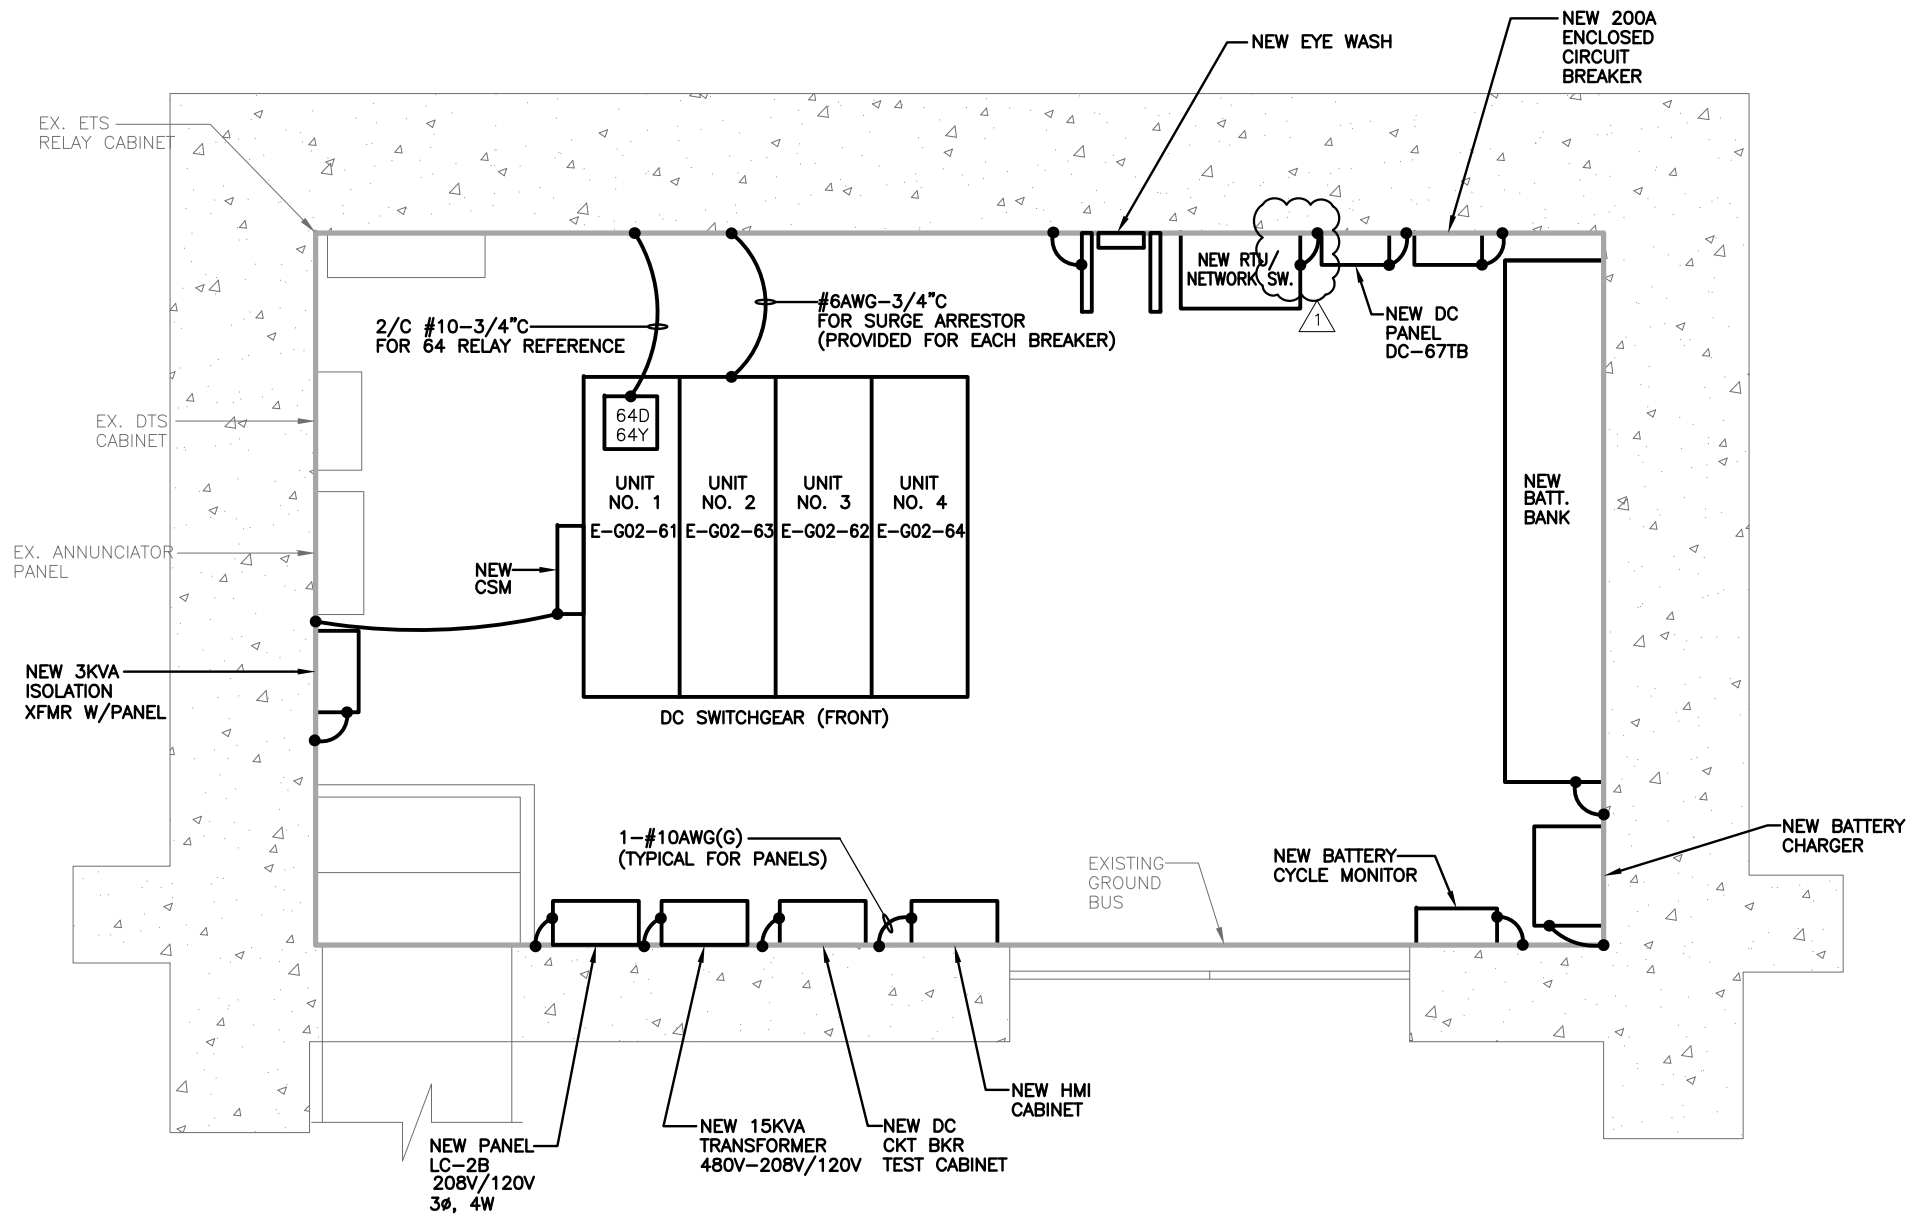 NEW 200A
ENCLOSED
CIRCUIT
BREAKER
NEW EYE WASH
EX. ETS
RELAY CABINET
NEW RTU/
NETWORK SW.
1
NEW DC
PANEL
DC-67TB
2/C #10-3/4"C
FOR 64 RELAY REFERENCE
#6AWG-3/4"C
FOR SURGE ARRESTOR
(PROVIDED FOR EACH BREAKER)
64D
64Y
EX. DTS
CABINET
UNIT
NO. 1
E-G02-61
UNIT
NO. 2
E-G02-63
UNIT
NO. 3
E-G02-62
UNIT
NO. 4
E-G02-64
NEW
BATT.
BANK
EX. ANNUNCIATOR
PANEL
NEW
CSM
NEW 3KVA
ISOLATION
XFMR W/PANEL
DC SWITCHGEAR (FRONT)
1-#10AWG(G)
(TYPICAL FOR PANELS)
EXISTING
GROUND
BUS
NEW BATTERY
CYCLE MONITOR
NEW BATTERY
CHARGER
NEW HMI
CABINET
NEW PANEL
LC-2B
208V/120V
3ø, 4W
NEW 15KVA
TRANSFORMER
480V-208V/120V
NEW DC
CKT BKR
TEST CABINET